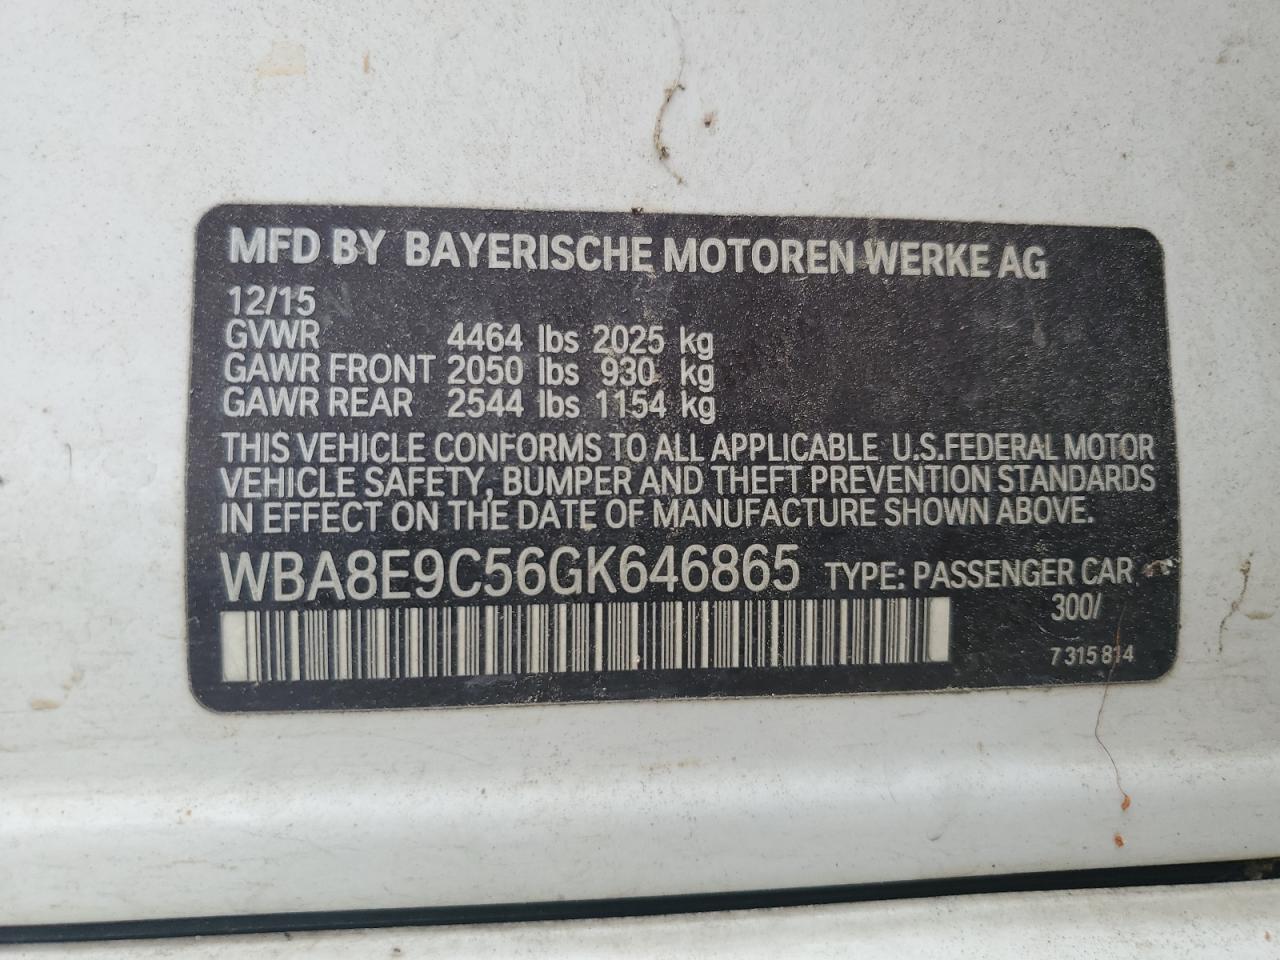 MFD BY BAYERISCHE MOTOREN WERKE AG
12/15
GVWR 4464 lbs 2025 kg
GAWR FRONT 2050 lbs 930 kg
GAWR REAR 2544 lbs 1154 kg
THIS VEHICLE CONFORMS TO ALL APPLICABLE U.S.FEDERAL MOTOR
VEHICLE SAFETY, BUMPER AND THEFT PREVENTION STANDARDS
IN EFFECT ON THE DATE OF MANUFACTURE SHOWN ABOVE.
WBA8E9C56GK646865 TYPE: PASSENGER CAR
300/
7 315 814